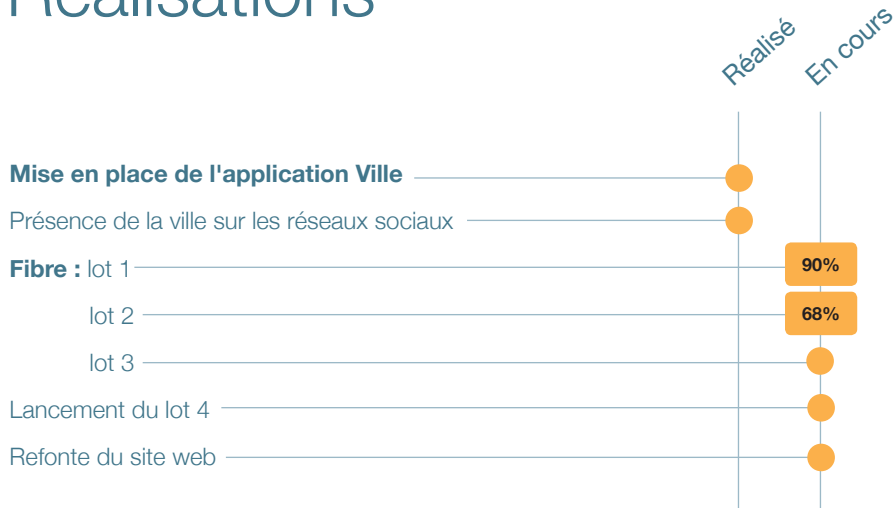 Réalisations
Réalisé
En cours
Mise en place de l'application Ville
Présence de la ville sur les réseaux sociaux
Fibre : lot 1
90%
lot 2
68%
lot 3
Lancement du lot 4
Refonte du site web